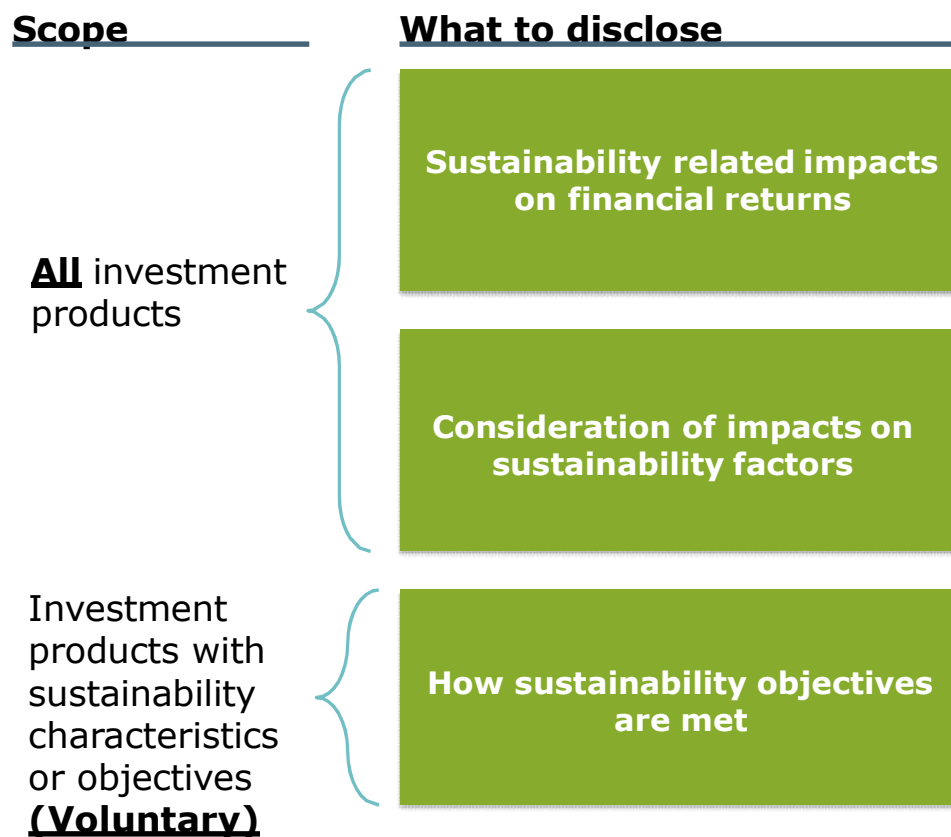 Scope
What to disclose
All investment
products
Sustainability related impacts
on financial returns
Consideration of impacts on
sustainability factors
Investment
products with
sustainability
characteristics
or objectives
(Voluntary)
How sustainability objectives
are met